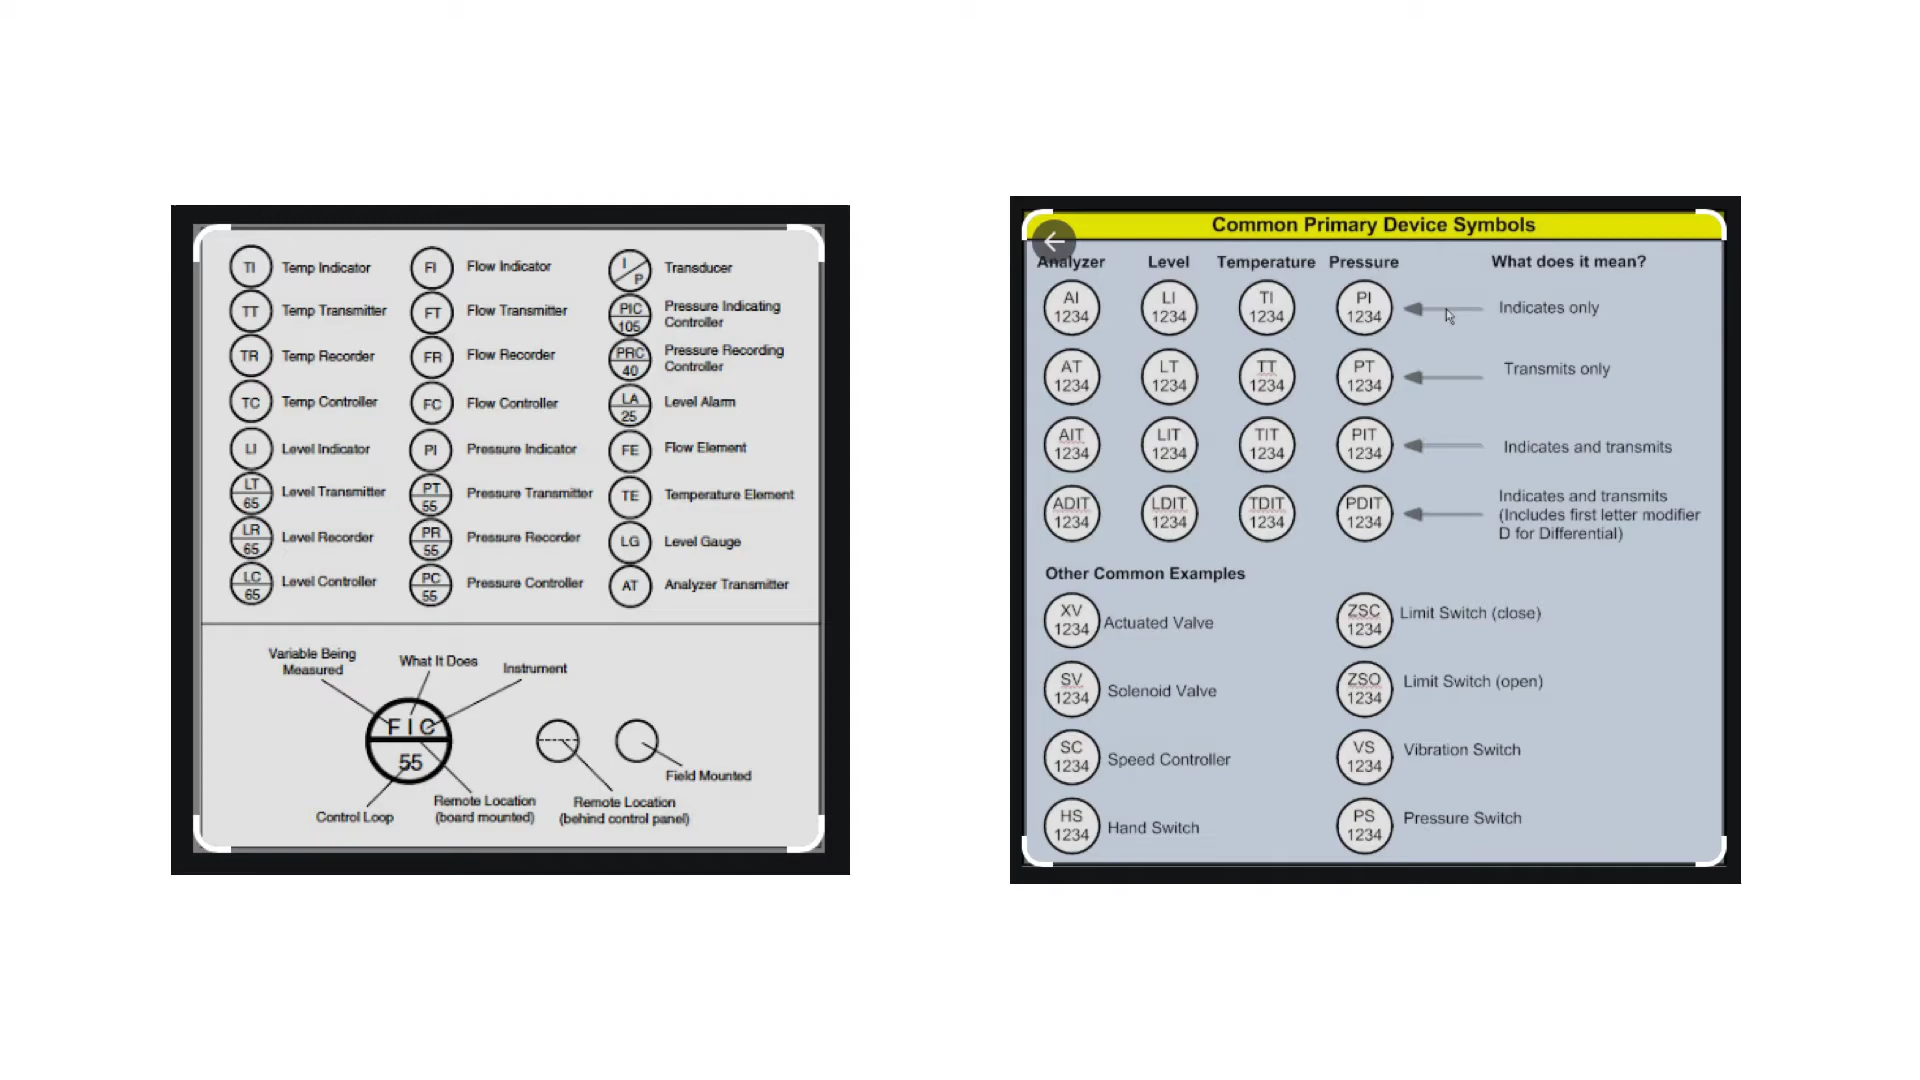 TI Temp Indicator
TT Temp Transmitter
TR Temp Recorder
TC Temp Controller
LI Level Indicator
LT
65 Level Transmitter
LR
65 Level Recorder
LC
65 Level Controller
FI Flow Indicator
FT Flow Transmitter
FR Flow Recorder
FC Flow Controller
PI Pressure Indicator
PT
55 Pressure Transmitter
PR
55 Pressure Recorder
PC
55 Pressure Controller
I
P Transducer
PIC
105 Pressure Indicating
Controller
PRC
40 Pressure Recording
Controller
LA
25 Level Alarm
FE Flow Element
TE Temperature Element
LG Level Gauge
AT Analyzer Transmitter
Variable Being
Measured
What It Does
Instrument
FIC
55
Control Loop
Remote Location
(board mounted)
Remote Location
(behind control panel)
Field Mounted
Common Primary Device Symbols
Analyzer Level Temperature Pressure What does it mean?
AI LI TI PI
1234 1234 1234 1234
Indicates only
AT LT TT PT
1234 1234 1234 1234
Transmits only
AIT LIT TIT PIT
1234 1234 1234 1234
Indicates and transmits
ADIT LDIT TDIT PDIT
1234 1234 1234 1234
Indicates and transmits
(Includes first letter modifier
D for Differential)
Other Common Examples
XV
1234 Actuated Valve
ZSC
1234 Limit Switch (close)
SV
1234 Solenoid Valve
ZSO
1234 Limit Switch (open)
SC
1234 Speed Controller
VS
1234 Vibration Switch
HS
1234 Hand Switch
PS
1234 Pressure Switch